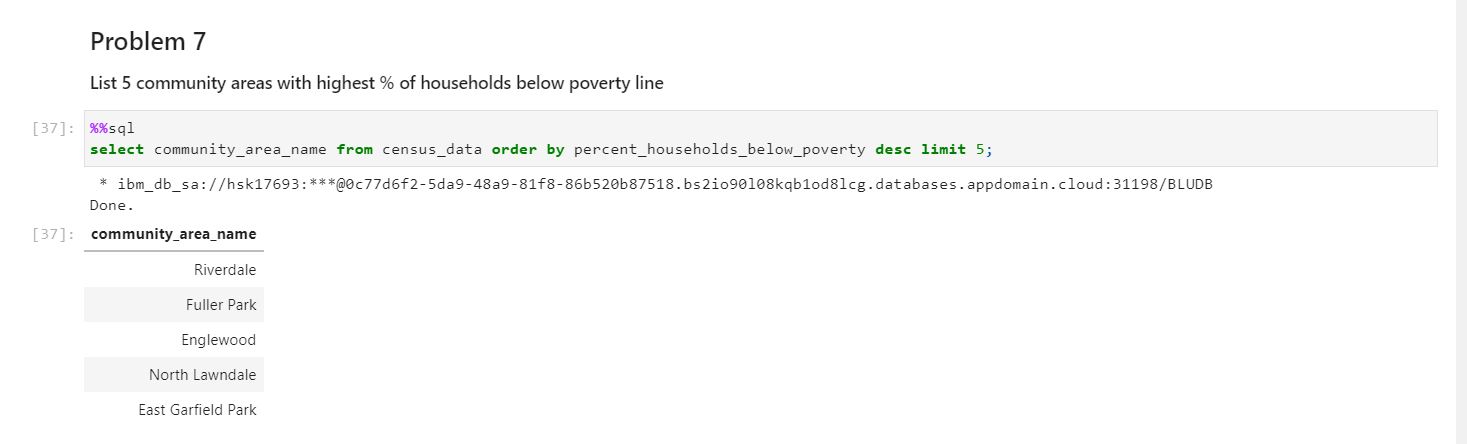 Problem 7
List 5 community areas with highest % of households below poverty line
[37]: %%sql
select community_area_name from census_data order by percent_households_below_poverty desc limit 5;
* ibm_db_sa://hsk17693:***@0c77d6f2-5da9-48a9-81f8-86b520b87518.bs2io90l08kqb1od8lcg.databases.appdomain.cloud:31198/BLUDB
Done.
[37]: community_area_name
Riverdale
Fuller Park
Englewood
North Lawndale
East Garfield Park